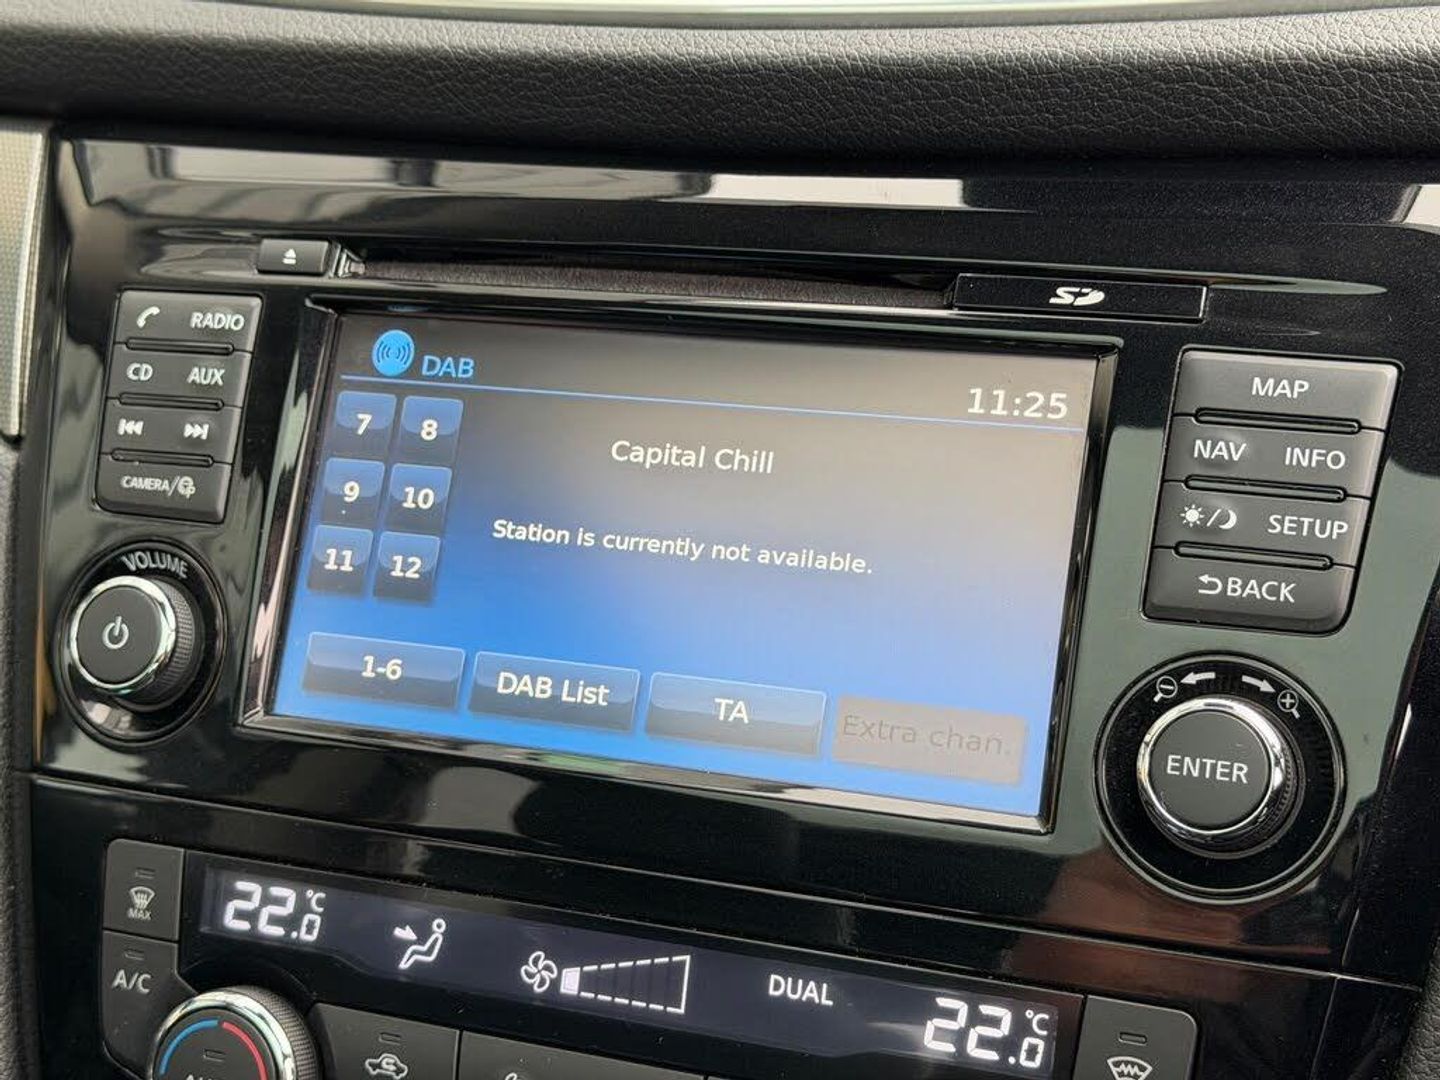 SD
RADIO
CD AUX
CAMERA/
VOLUME
DAB
11:25
7 8
9 10
11 12
Capital Chill
Station is currently not available.
1-6
DAB List
TA
Extra chan.
MAP
NAV INFO
SETUP
BACK
ENTER
MAX
A/C
22.0 °C
DUAL
22.0 °C